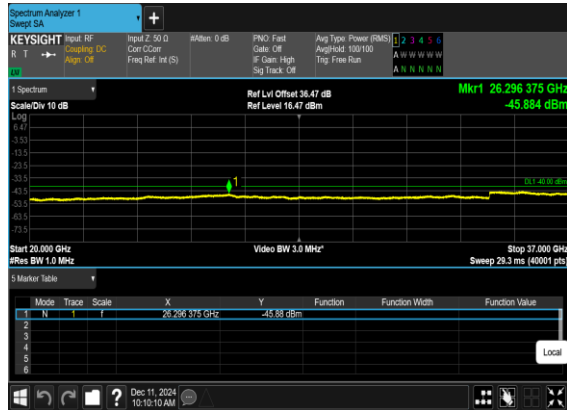 Spectrum Analyzer 1
Swept SA
+
KEYSIGHT Input: RF Input Z: 50 Ω #Atten: 0 dB PNO: Fast Avg Type: Power (RMS) 1 2 3 4 5 6
R T Coupling: DC Corr CCorr Gate: Off Avg|Hold: 100/100 A W W W W W
Align: Off Freq Ref: Int (S) IF Gain: High Trig: Free Run
Sig Track: Off A N N N N N
LW
1 Spectrum Ref Lvl Offset 36.47 dB Mkr1 26.296 375 GHz
Scale/Div 10 dB Ref Level 16.47 dBm -45.884 dBm
Log
6.47
-3.53
-13.5
-23.5
-33.5
-43.5
-53.5
-63.5
-73.5
1
DL1 -40.00 dBm
Start 20.000 GHz Video BW 3.0 MHz* Stop 37.000 GHz
#Res BW 1.0 MHz Sweep 29.3 ms (40001 pts)
5 Marker Table
Mode Trace Scale X Y Function Function Width Function Value
1 N 1 f 26.296 375 GHz -45.88 dBm
2
3
4
5
6
Local
? Dec 11, 2024
10:10:10 AM